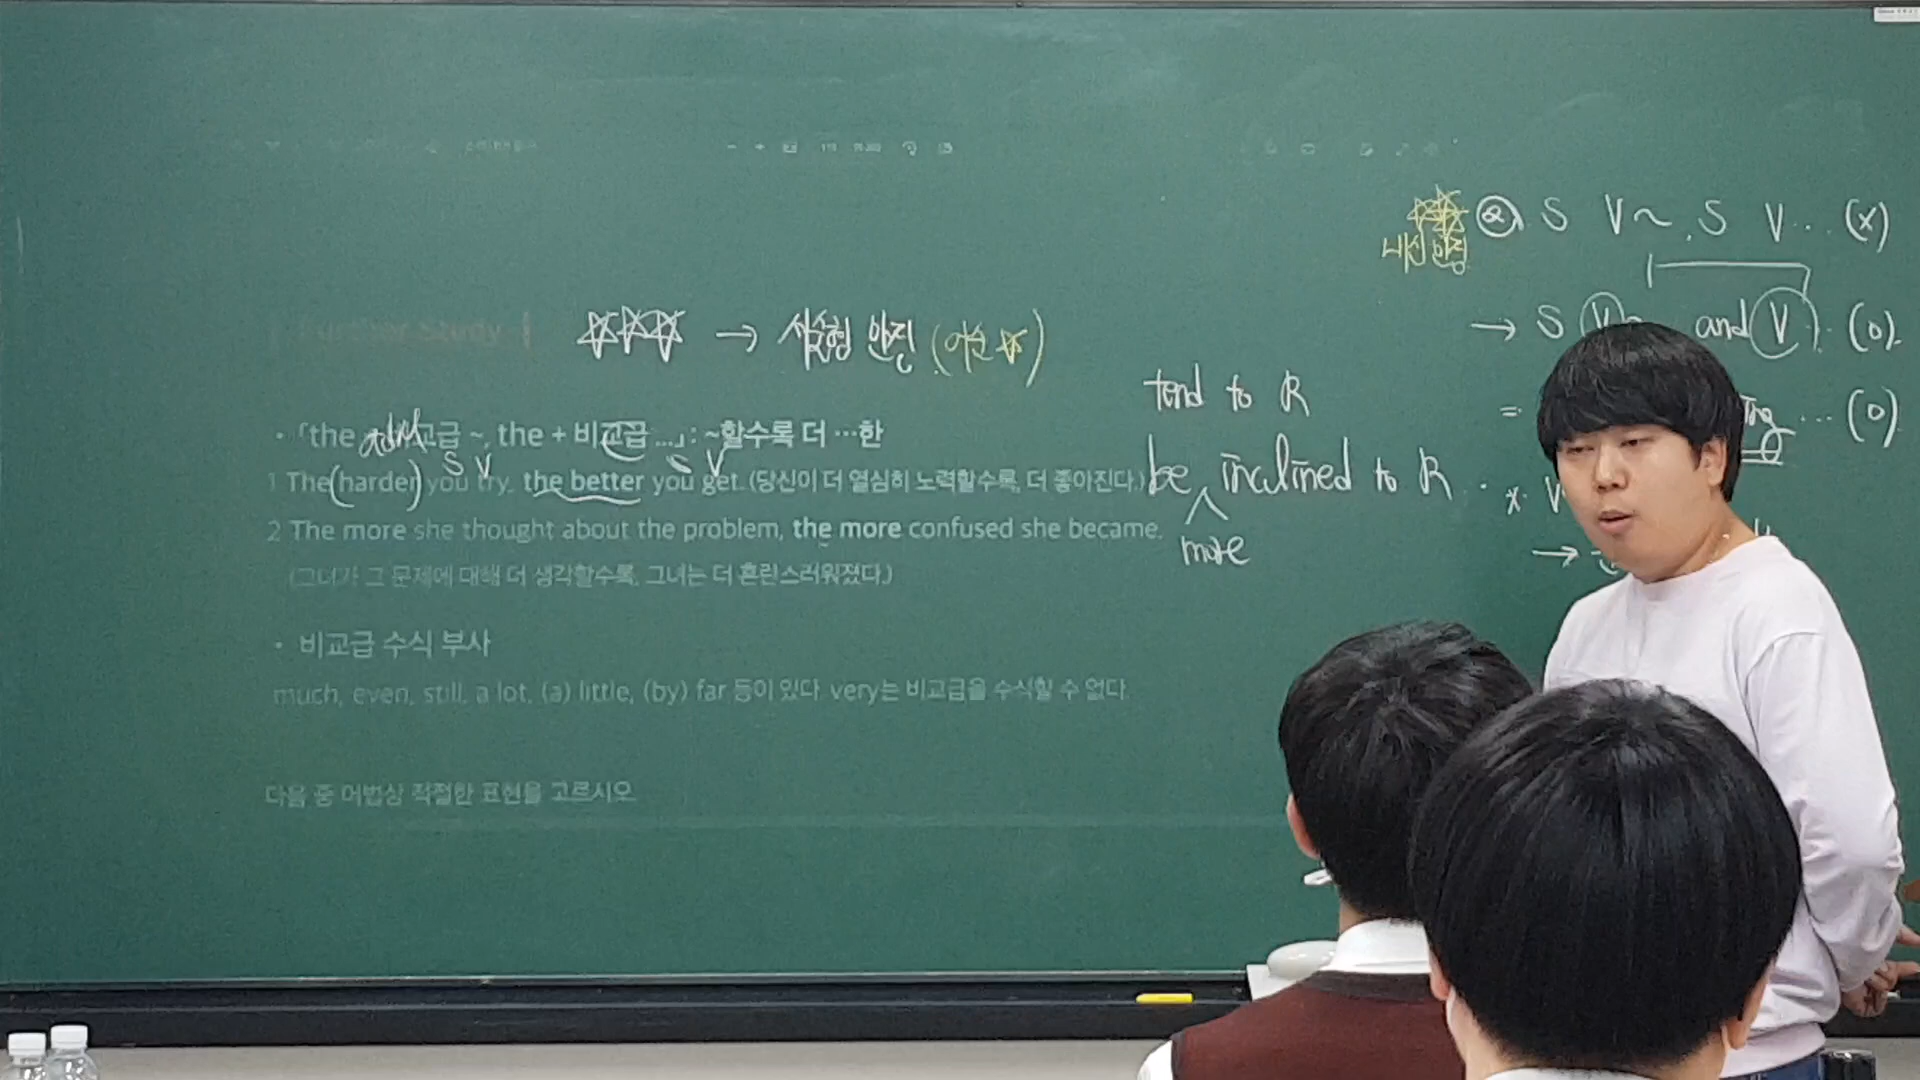 Further Study
☆☆☆ → 서술형 만점 (어순 ☆)
• 「the + 비교급 ~, the + 비교급 ...」: ~할수록 더 …한
S V S V
1 The (harder) you try, the better you get. (당신이 더 열심히 노력할수록, 더 좋아진다.)
2 The more she thought about the problem, the more confused she became.
(그녀가 그 문제에 대해 더 생각할수록, 그녀는 더 혼란스러워졌다.)
• 비교급 수식 부사
much, even, still, a lot, (a) little, (by) far 등이 있다. very는 비교급을 수식할 수 없다.
다음 중 어법상 적절한 표현을 고르시오.
tend to R
be inclined to R
more
S V ~, S V … (X)
내신
→ S V ~ and V … (O)
= ing … (O)
* V
→